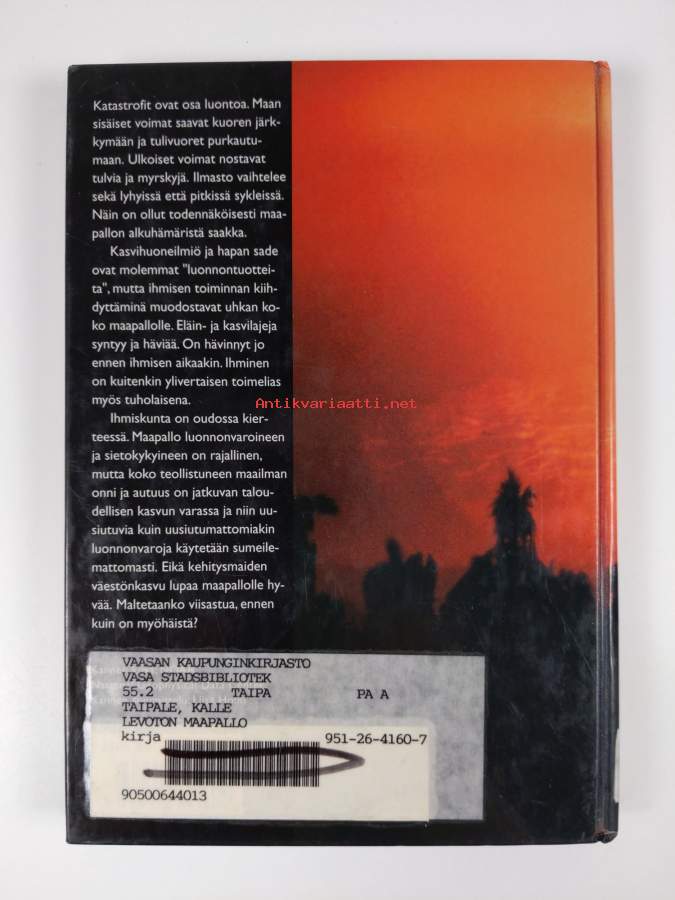 Katastrofit ovat osa luontoa. Maan
sisäiset voimat saavat kuoren järk-
kymään ja tulivuoret purkautu-
maan. Ulkoiset voimat nostavat
tulvia ja myrskyjä. Ilmasto vaihtelee
sekä lyhyissä että pitkissä sykleissä.
Näin on ollut todennäköisesti maa-
pallon alkuhämäristä saakka.
Kasvihuoneilmiö ja hapan sade
ovat molemmat "luonnontuottei-
ta", mutta ihmisen toiminnan kiih-
dyttäminä muodostavat uhkan ko-
ko maapallolle. Eläin- ja kasvilajeja
syntyy ja häviää. On hävinnyt jo
ennen ihmisen aikaakin. Ihminen
on kuitenkin ylivertaisen toimelias
myös tuholaisena.
Antikvariaatti.net
Ihmiskunta on oudossa kier-
teessä. Maapallo luonnonvaroineen
ja sietokykyineen on rajallinen,
mutta koko teollistuneen maailman
onni ja autuus on jatkuvan talou-
dellisen kasvun varassa ja niin uu-
siutuvia kuin uusiutumattomiakin
luonnonvaroja käytetään sumeile-
mattomasti. Eikä kehitysmaiden
väestönkasvu lupaa maapallolle hy-
vää. Maltetaanko viisastua, ennen
kuin on myöhäistä?
VAASAN KAUPUNGINKIRJASTO
VASA STADSBIBLIOTEK
55.2 TAIPA PA A
TAIPALE, KALLE
LEVOTON MAAPALLO
kirja 951-26-4160-7
90500644013